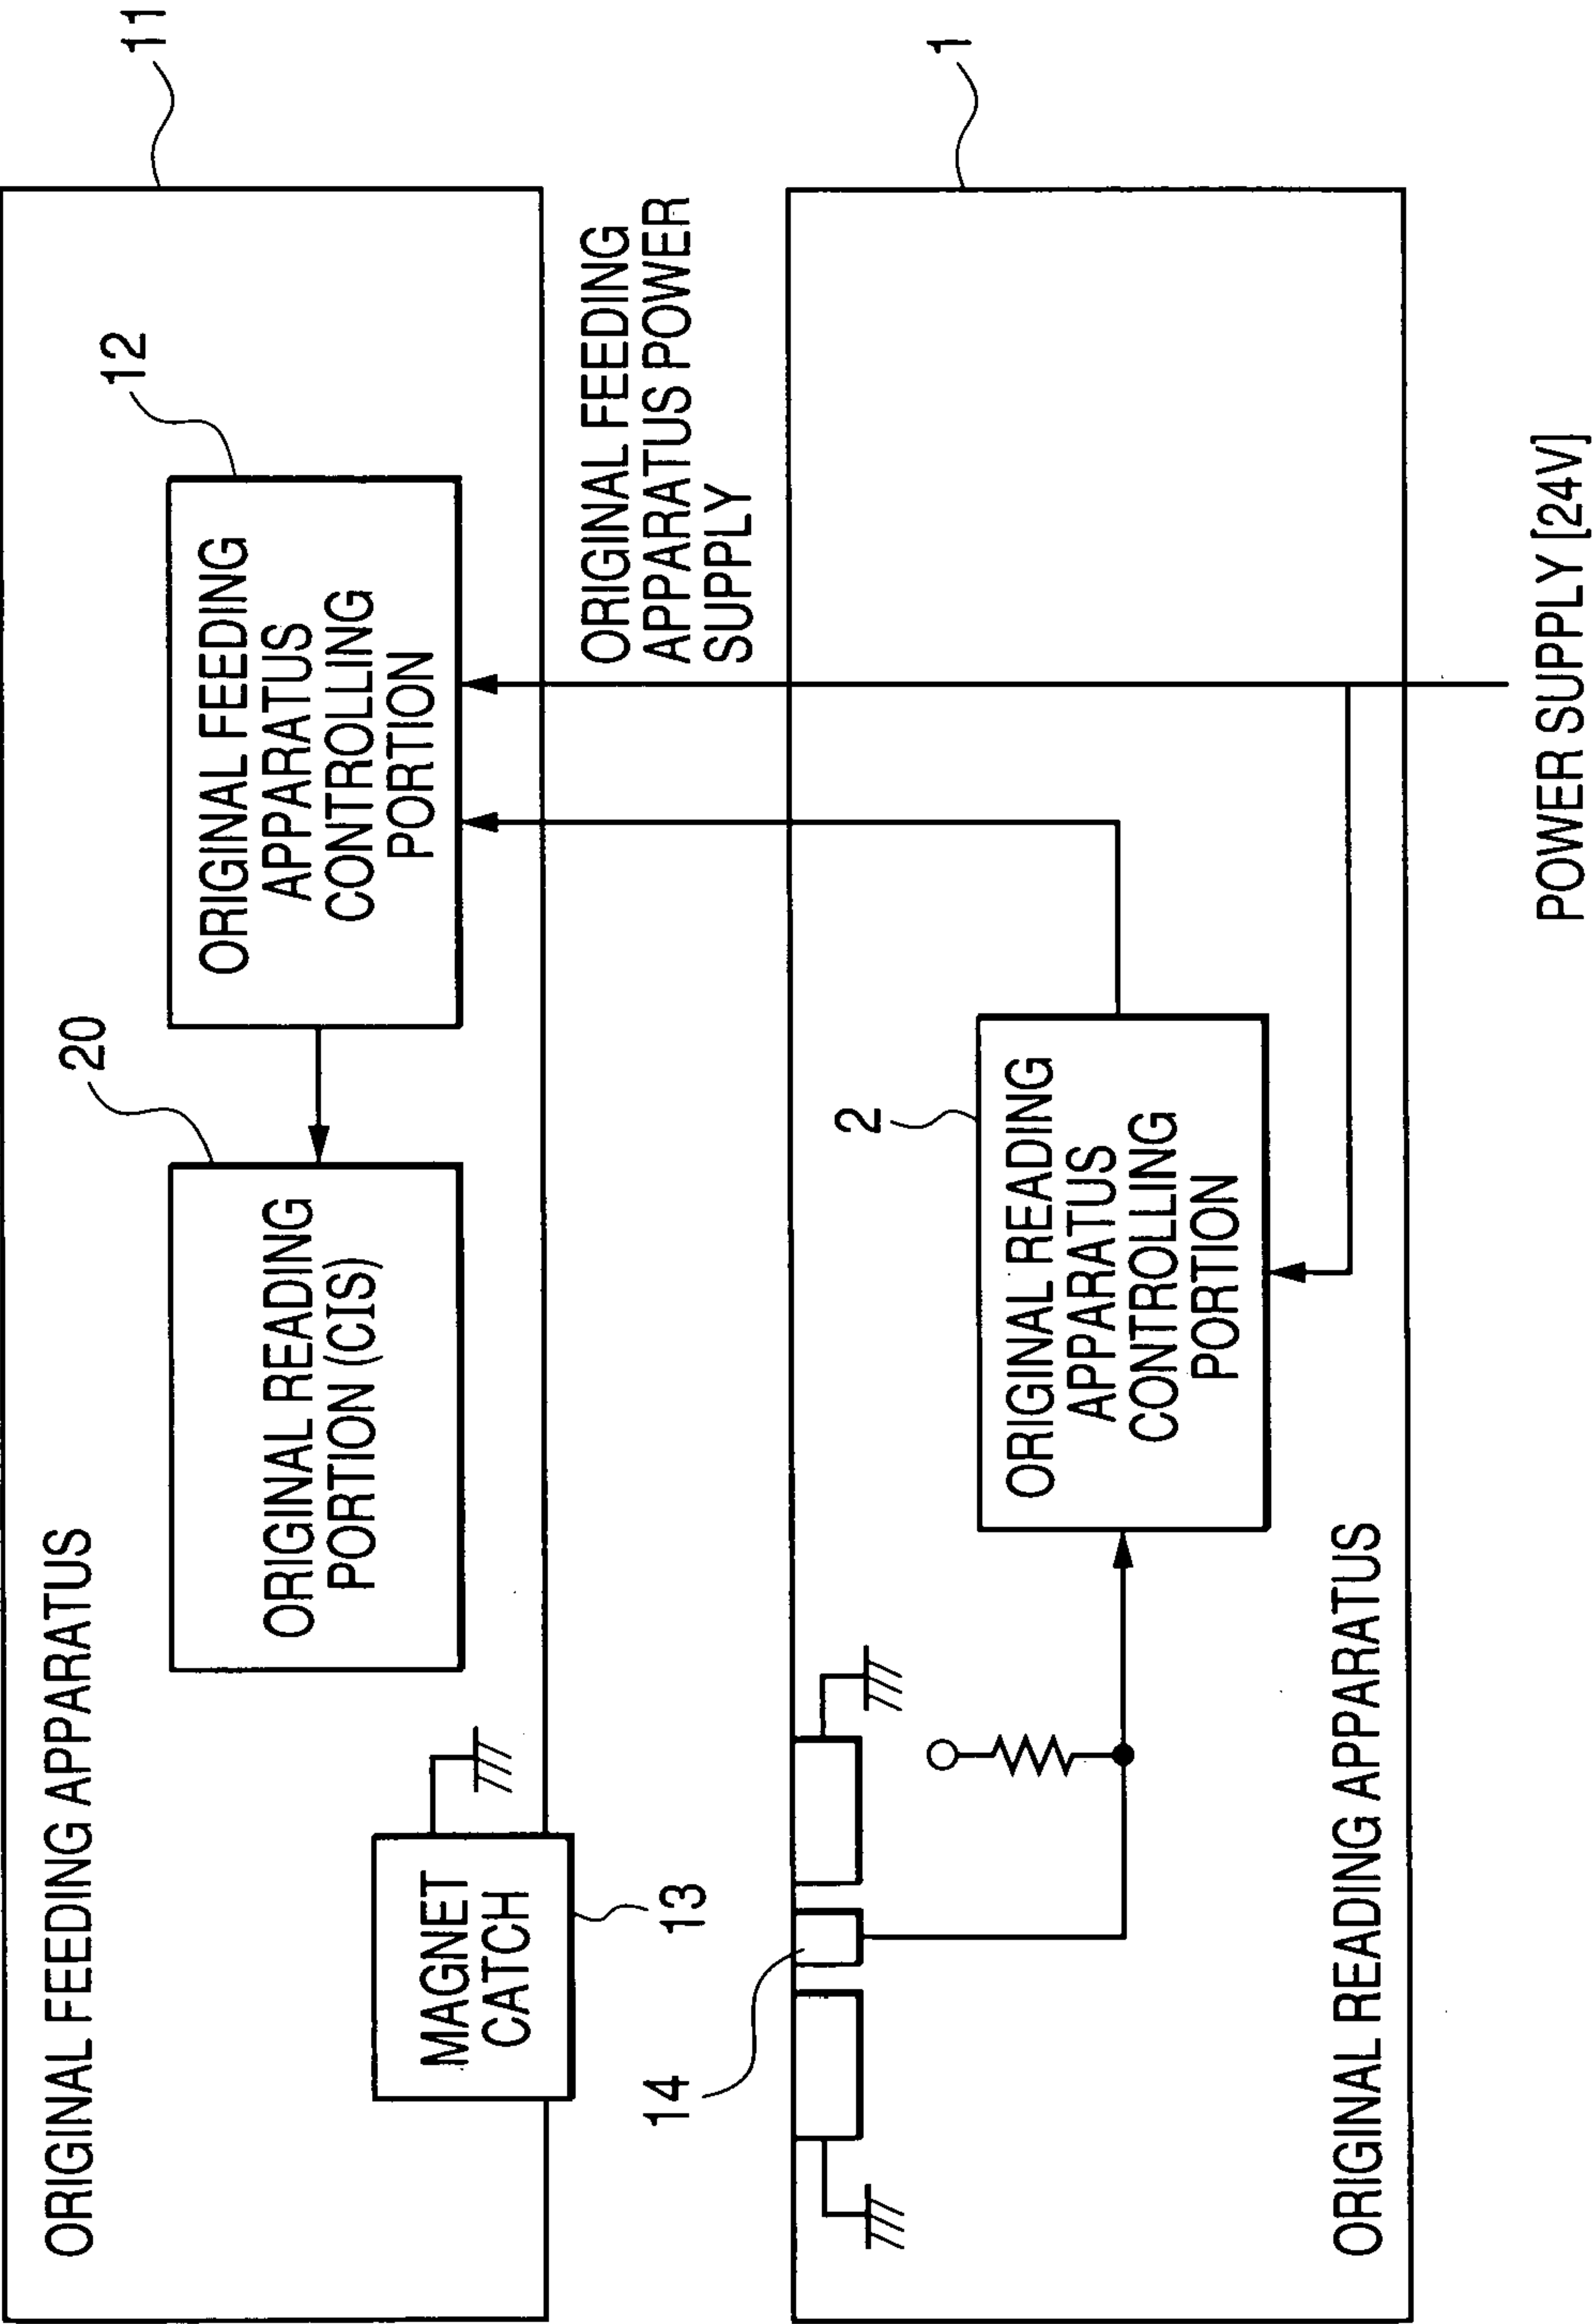 11
ORIGINAL FEEDING APPARATUS
20
12
ORIGINAL READING
PORTION (CIS)
ORIGINAL FEEDING
APPARATUS
CONTROLLING
PORTION
MAGNET
CATCH
13
ORIGINAL FEEDING
APPARATUS POWER
SUPPLY
14
1
2
ORIGINAL READING
APPARATUS
CONTROLLING
PORTION
ORIGINAL READING APPARATUS
POWER SUPPLY [24V]